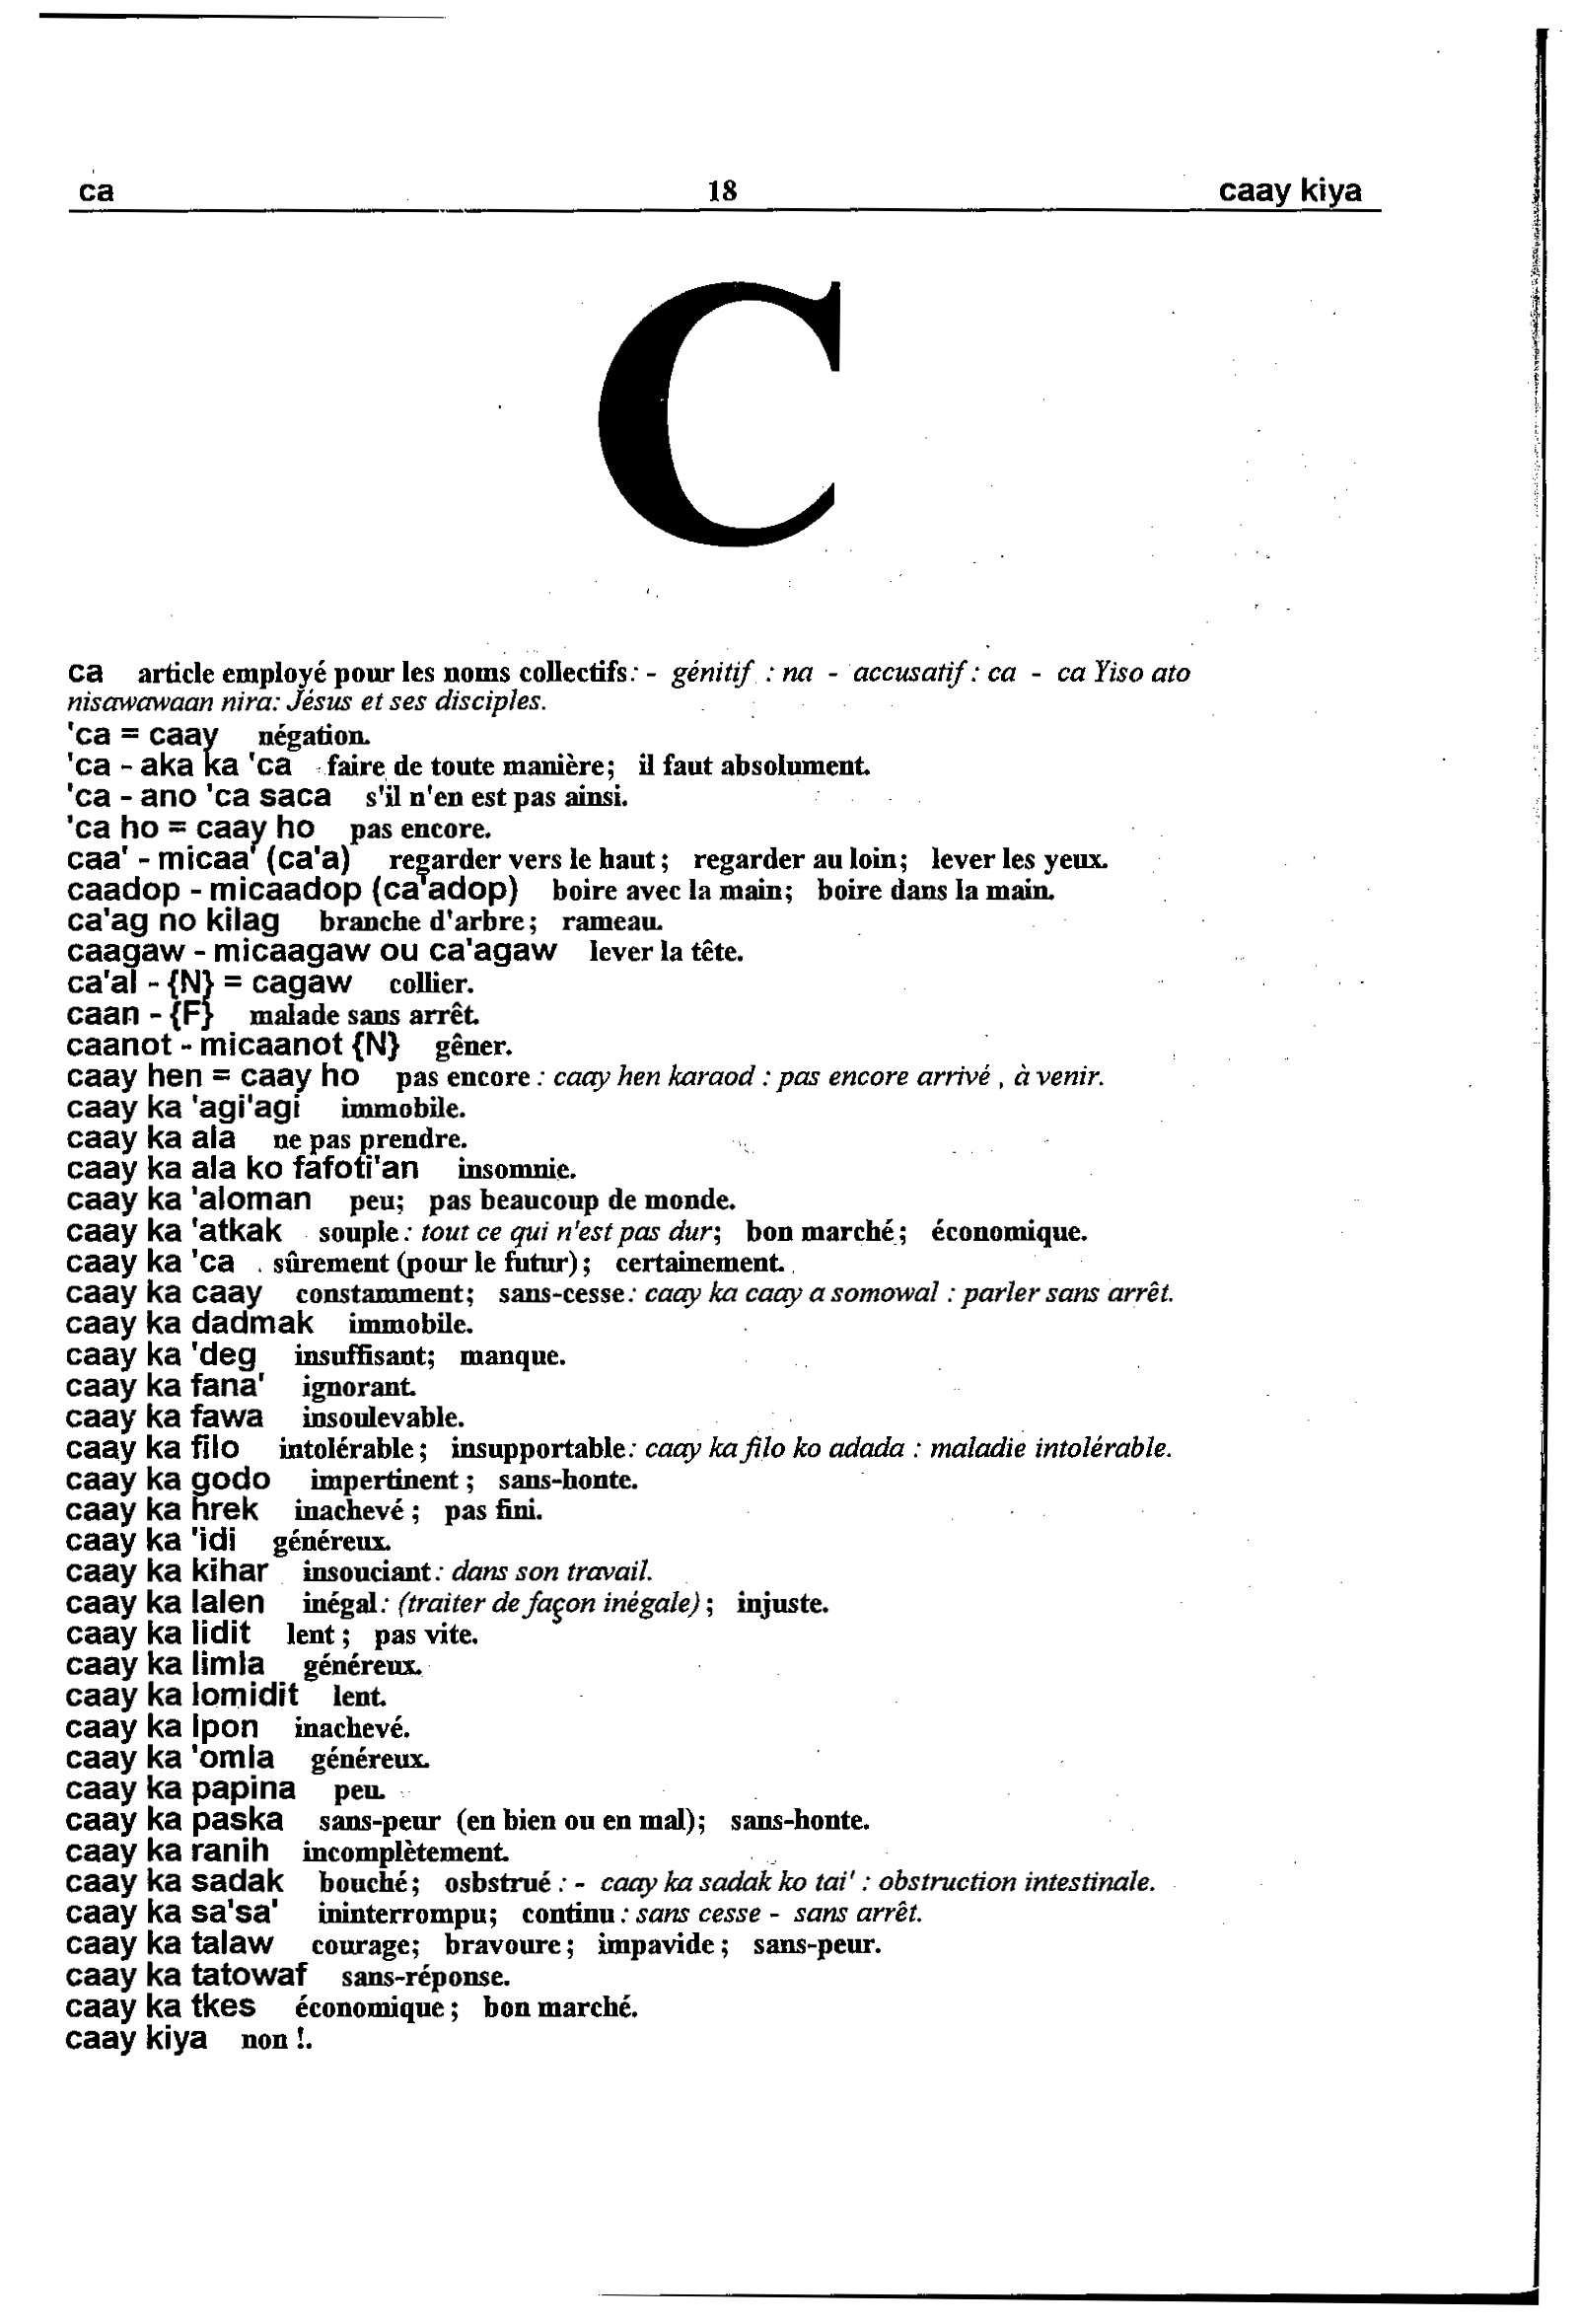 ca 18 caay kiya
C
ca article employé pour les noms collectifs: - génitif : na - accusatif : ca - ca Yiso ato
nisawawaan nira: Jésus et ses disciples.
'ca = caay négation.
'ca - aka ka 'ca faire de toute manière; il faut absolument.
'ca - ano 'ca saca s'il n'en est pas ainsi.
'ca ho = caay ho pas encore.
caa' - micaa' (ca'a) regarder vers le haut; regarder au loin; lever les yeux.
caadop - micaadop (ca'adop) boire avec la main; boire dans la main.
ca'ag no kilag branche d'arbre; rameau.
caagaw - micaagaw ou ca'agaw lever la tête.
ca'al - {N} = cagaw collier.
caan - {F} malade sans arrêt.
caanot - micaanot {N} gêner.
caay hen = caay ho pas encore : caay hen karaod : pas encore arrivé , à venir.
caay ka 'agi'agi immobile.
caay ka ala ne pas prendre.
caay ka ala ko fafoti'an insomnie.
caay ka 'aloman peu; pas beaucoup de monde.
caay ka 'atkak souple: tout ce qui n'est pas dur; bon marché; économique.
caay ka 'ca sûrement (pour le futur); certainement.
caay ka caay constamment; sans-cesse: caay ka caay a somowal : parler sans arrêt.
caay ka dadmak immobile.
caay ka 'deg insuffisant; manque.
caay ka fana' ignorant.
caay ka fawa insoulevable.
caay ka filo intolérable; insupportable: caay ka filo ko adada : maladie intolérable.
caay ka godo impertinent; sans-honte.
caay ka hrek inachevé; pas fini.
caay ka 'idi généreux.
caay ka kihar insouciant: dans son travail.
caay ka lalen inégal: (traiter de façon inégale); injuste.
caay ka lidit lent; pas vite.
caay ka limla généreux.
caay ka lomidit lent.
caay ka lpon inachevé.
caay ka 'omla généreux.
caay ka papina peu.
caay ka paska sans-peur (en bien ou en mal); sans-honte.
caay ka ranih incomplètement.
caay ka sadak bouché; osbstrué : - caay ka sadak ko tai' : obstruction intestinale.
caay ka sa'sa' ininterrompu; continu : sans cesse - sans arrêt.
caay ka talaw courage; bravoure; impavide; sans-peur.
caay ka tatowaf sans-réponse.
caay ka tkes économique; bon marché.
caay kiya non !.